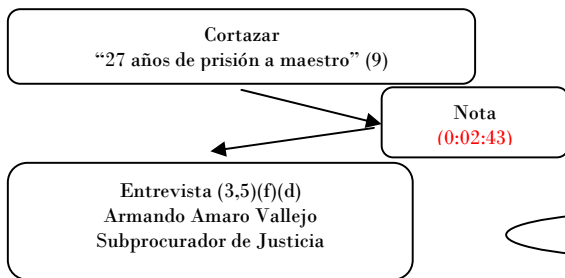 Cortazar
“27 años de prisión a maestro” (9)
Nota
(0:02:43)
Entrevista (3,5)(f)(d)
Armando Amaro Vallejo
Subprocurador de Justicia